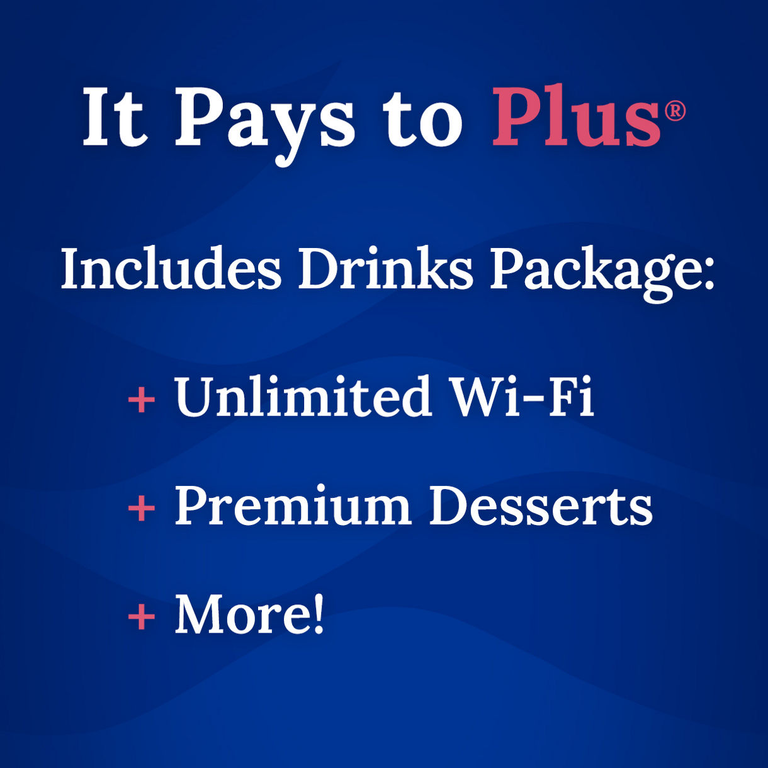 It Pays to Plus®
Includes Drinks Package:
+ Unlimited Wi-Fi
+ Premium Desserts
+ More!